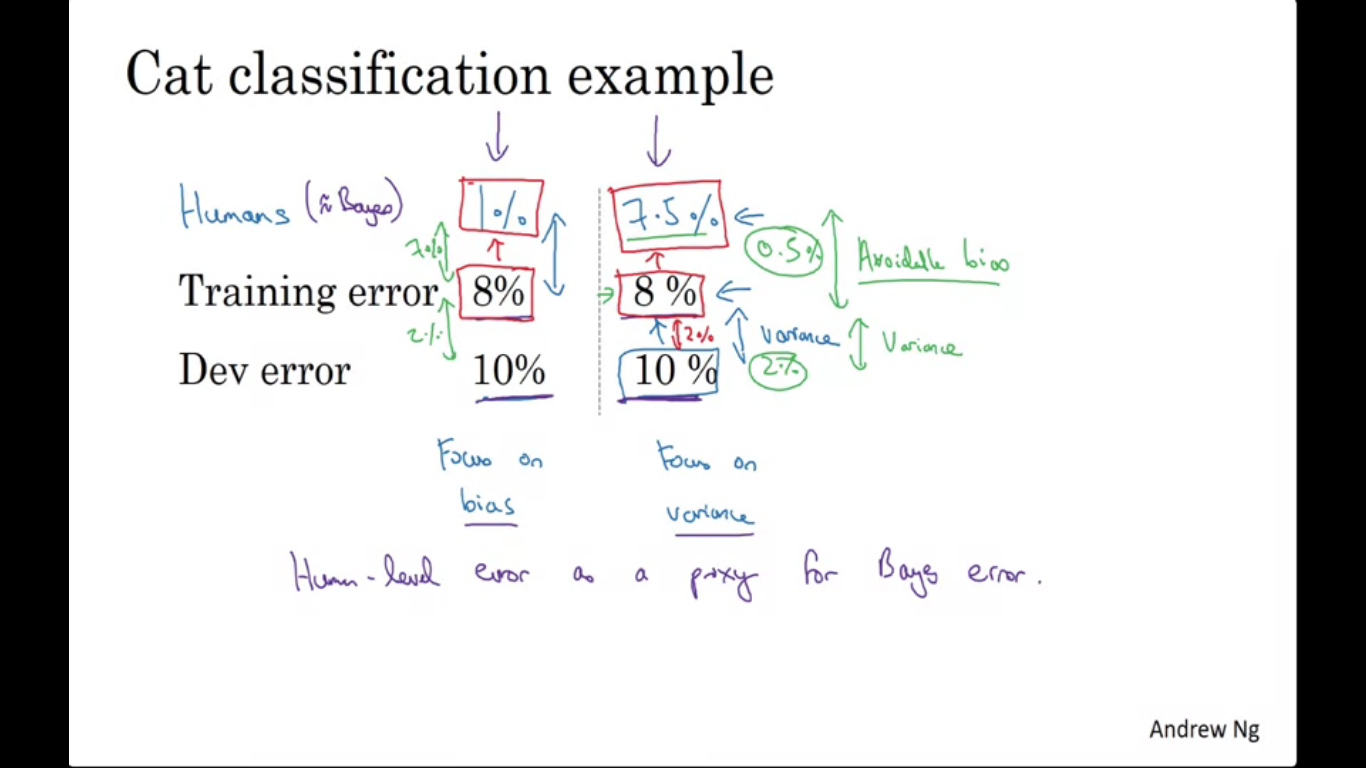 Cat classification example
Humans (≈ Bayes) 1% 7.5%
7% 0.5% Avoidable bias
Training error 8% 8 %
2% 2% variance Variance
Dev error 10% 10 % 2%
Focus on Focus on
bias variance
Human-level error as a proxy for Bayes error.
Andrew Ng